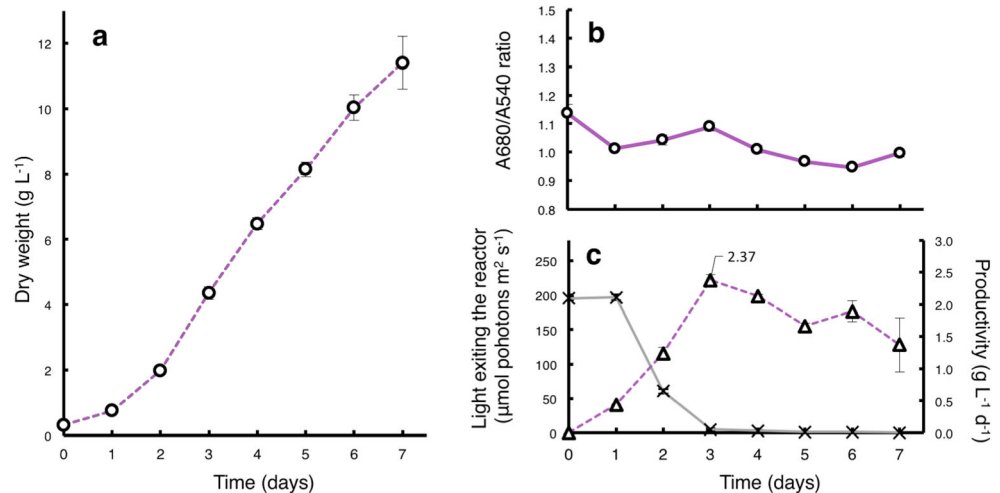 a
Dry weight (g L⁻¹)
12
10
8
6
4
2
0
0 1 2 3 4 5 6 7
Time (days)
b
A680/A540 ratio
1.5
1.4
1.3
1.2
1.1
1.0
0.9
0.8
c
Light exiting the reactor
(µmol pohotons m² s⁻¹)
250
200
150
100
50
0
2.37
3.0
2.5
2.0
1.5
1.0
0.5
0.0
Productivity (g L⁻¹ d⁻¹)
0 1 2 3 4 5 6 7
Time (days)